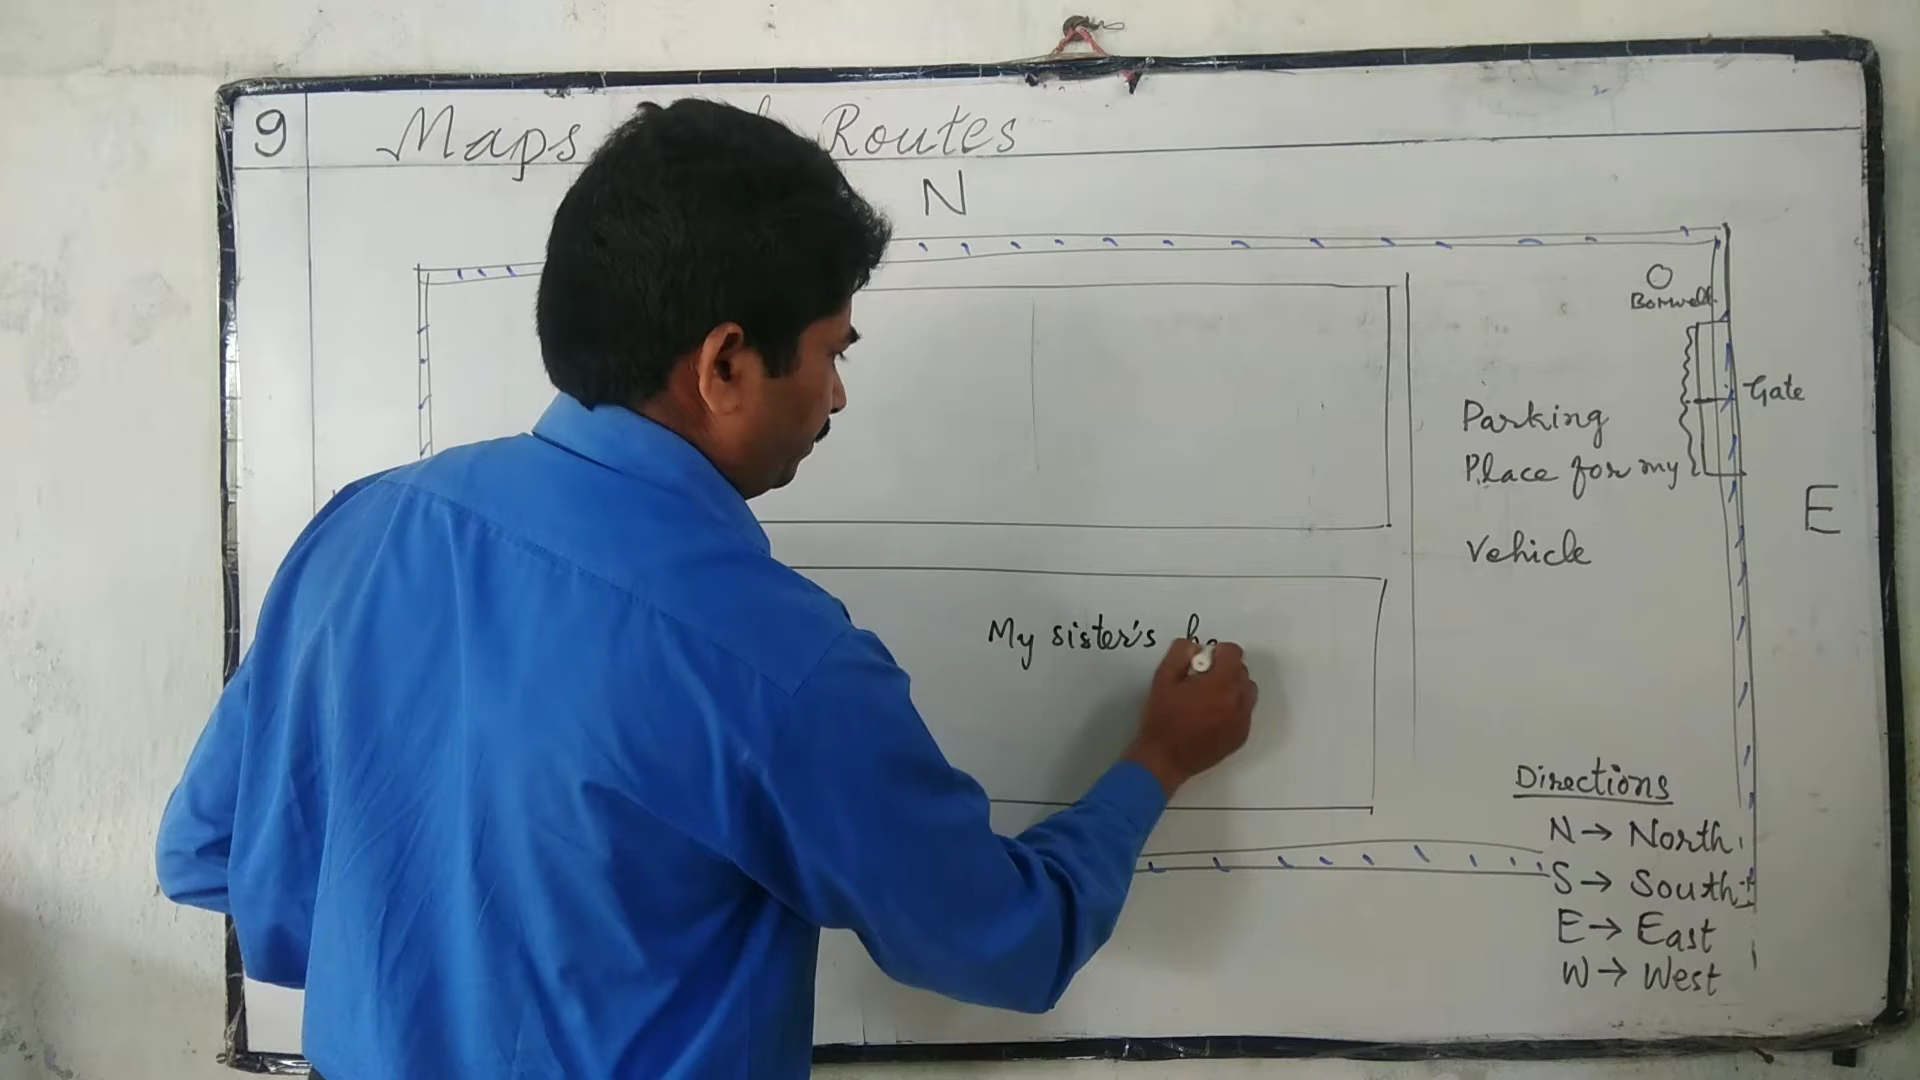 9 Maps Routes
N
Borwell
Gate
Parking
Place for my
Vehicle
E
My sister's
Directions
N → North
S → South
E → East
W → West